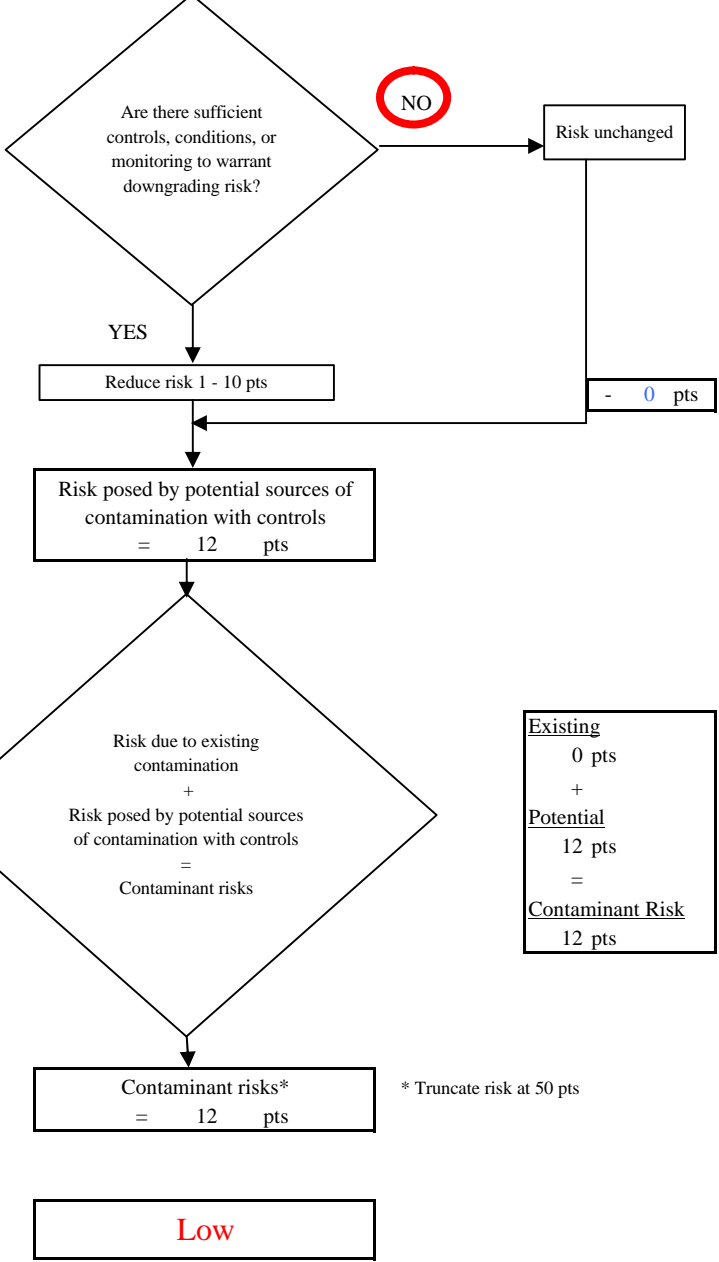 Are there sufficient
controls, conditions, or
monitoring to warrant
downgrading risk?
NO
Risk unchanged
YES
Reduce risk 1 - 10 pts
- 0 pts
Risk posed by potential sources of
contamination with controls
= 12 pts
Risk due to existing
contamination
+
Risk posed by potential sources
of contamination with controls
=
Contaminant risks
Existing
0 pts
+
Potential
12 pts
=
Contaminant Risk
12 pts
Contaminant risks*
= 12 pts
* Truncate risk at 50 pts
Low